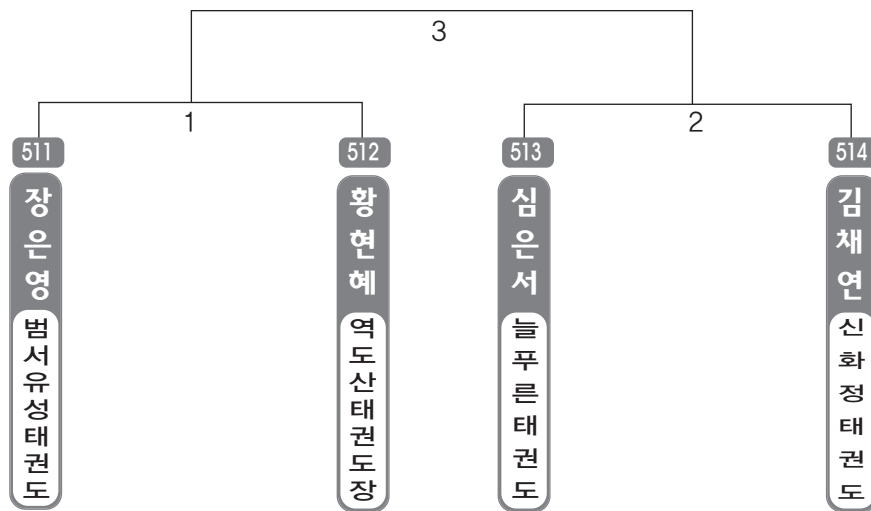 3
1
2
511
512
513
514
장은영
범서유성태권도
황현혜
역도산태권도장
심은서
늘푸른태권도
김채연
신화정태권도